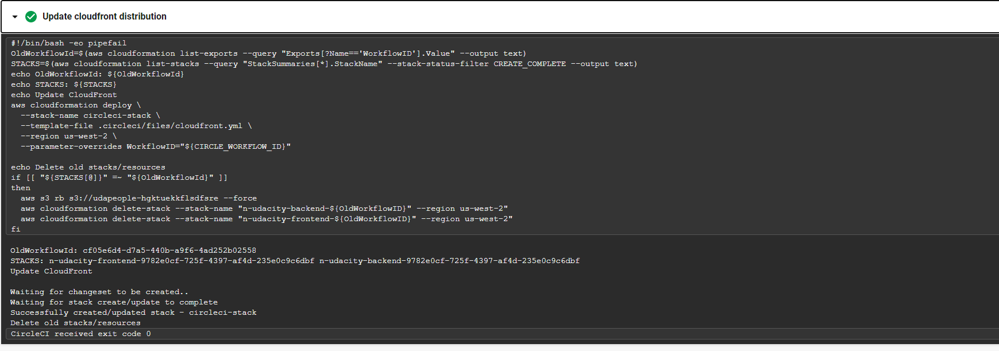 Update cloudfront distribution
#!/bin/bash -eo pipefail
OldWorkflowId=$(aws cloudformation list-exports --query "Exports[?Name=='WorkflowID'].Value" --output text)
STACKS=$(aws cloudformation list-stacks --query "StackSummaries[*].StackName" --stack-status-filter CREATE_COMPLETE --output text)
echo OldWorkflowId: ${OldWorkflowId}
echo STACKS: ${STACKS}
echo Update CloudFront
aws cloudformation deploy \
  --stack-name circleci-stack \
  --template-file .circleci/files/cloudfront.yml \
  --region us-west-2 \
  --parameter-overrides WorkflowID="${CIRCLE_WORKFLOW_ID}"
echo Delete old stacks/resources
if [[ "${STACKS[@]}" =~ "${OldWorkflowId}" ]]
then
  aws s3 rb s3://udapeople-hgktuekkflsdfsre --force
  aws cloudformation delete-stack --stack-name "n-udacity-backend-${OldWorkflowID}" --region us-west-2"
  aws cloudformation delete-stack --stack-name "n-udacity-frontend-${OldWorkflowID}" --region us-west-2"
fi
OldWorkflowId: cf05e6d4-d7a5-440b-a9f6-4ad252b02558
STACKS: n-udacity-frontend-9782e0cf-725f-4397-af4d-235e0c9c6dbf n-udacity-backend-9782e0cf-725f-4397-af4d-235e0c9c6dbf
Update CloudFront
Waiting for changeset to be created..
Waiting for stack create/update to complete
Successfully created/updated stack - circleci-stack
Delete old stacks/resources
CircleCI received exit code 0